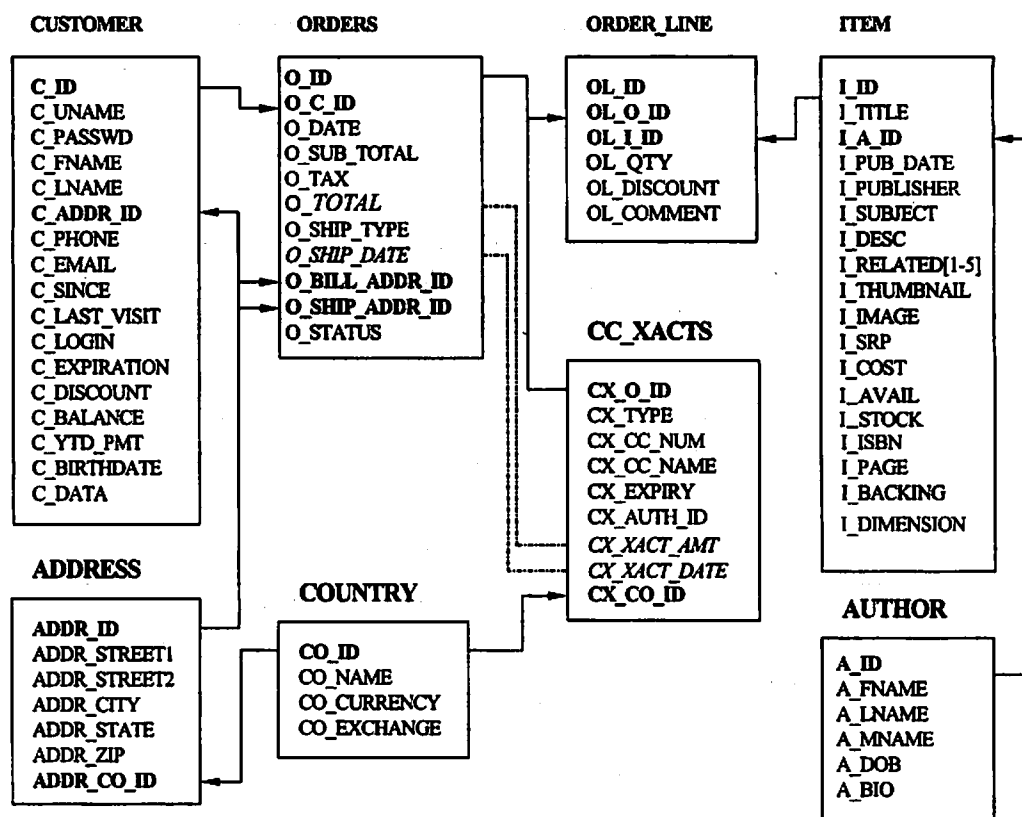 CUSTOMER
C_ID
C_UNAME
C_PASSWD
C_FNAME
C_LNAME
C_ADDR_ID
C_PHONE
C_EMAIL
C_SINCE
C_LAST_VISIT
C_LOGIN
C_EXPIRATION
C_DISCOUNT
C_BALANCE
C_YTD_PMT
C_BIRTHDATE
C_DATA
ORDERS
O_ID
O_C_ID
O_DATE
O_SUB_TOTAL
O_TAX
O_TOTAL
O_SHIP_TYPE
O_SHIP_DATE
O_BILL_ADDR_ID
O_SHIP_ADDR_ID
O_STATUS
ORDER_LINE
OL_ID
OL_O_ID
OL_I_ID
OL_QTY
OL_DISCOUNT
OL_COMMENT
ITEM
I_ID
I_TITLE
I_A_ID
I_PUB_DATE
I_PUBLISHER
I_SUBJECT
I_DESC
I_RELATED[1-5]
I_THUMBNAIL
I_IMAGE
I_SRP
I_COST
I_AVAIL
I_STOCK
I_ISBN
I_PAGE
I_BACKING
I_DIMENSION
CC_XACTS
CX_O_ID
CX_TYPE
CX_CC_NUM
CX_CC_NAME
CX_EXPIRY
CX_AUTH_ID
CX_XACT_AMT
CX_XACT_DATE
CX_CO_ID
ADDRESS
ADDR_ID
ADDR_STREET1
ADDR_STREET2
ADDR_CITY
ADDR_STATE
ADDR_ZIP
ADDR_CO_ID
COUNTRY
CO_ID
CO_NAME
CO_CURRENCY
CO_EXCHANGE
AUTHOR
A_ID
A_FNAME
A_LNAME
A_MNAME
A_DOB
A_BIO